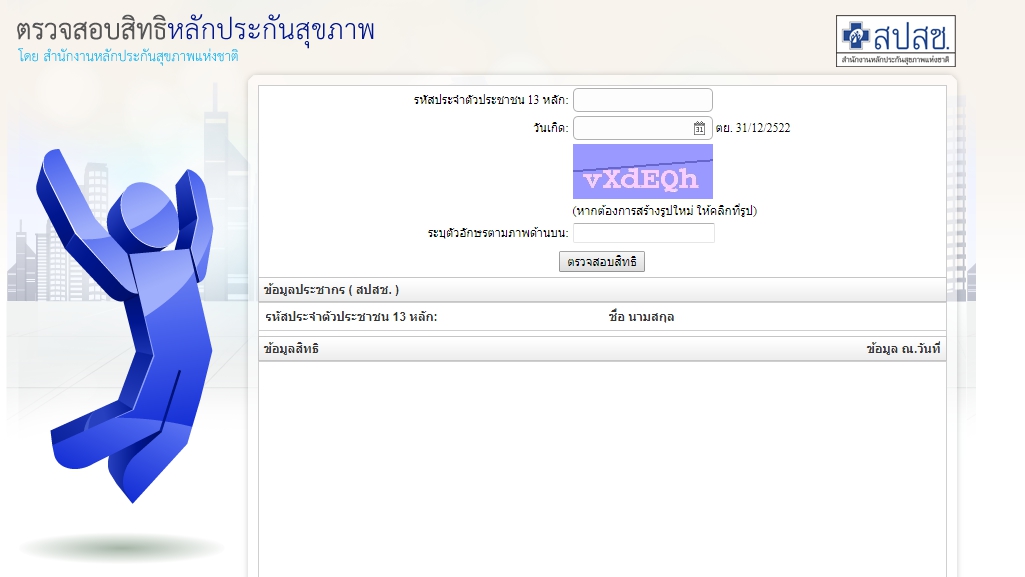 ตรวจสอบสิทธิหลักประกันสุขภาพ
โดย สำนักงานหลักประกันสุขภาพแห่งชาติ
สปสช.
สำนักงานหลักประกันสุขภาพแห่งชาติ
รหัสประจำตัวประชาชน 13 หลัก:
วันเกิด: 31 ตย. 31/12/2522
vXdEQh
(หากต้องการสร้างรูปใหม่ ให้คลิกที่รูป)
ระบุตัวอักษรตามภาพด้านบน:
ตรวจสอบสิทธิ
ข้อมูลประชากร ( สปสช. )
รหัสประจำตัวประชาชน 13 หลัก: ชื่อ นามสกุล
ข้อมูลสิทธิ ข้อมูล ณ.วันที่